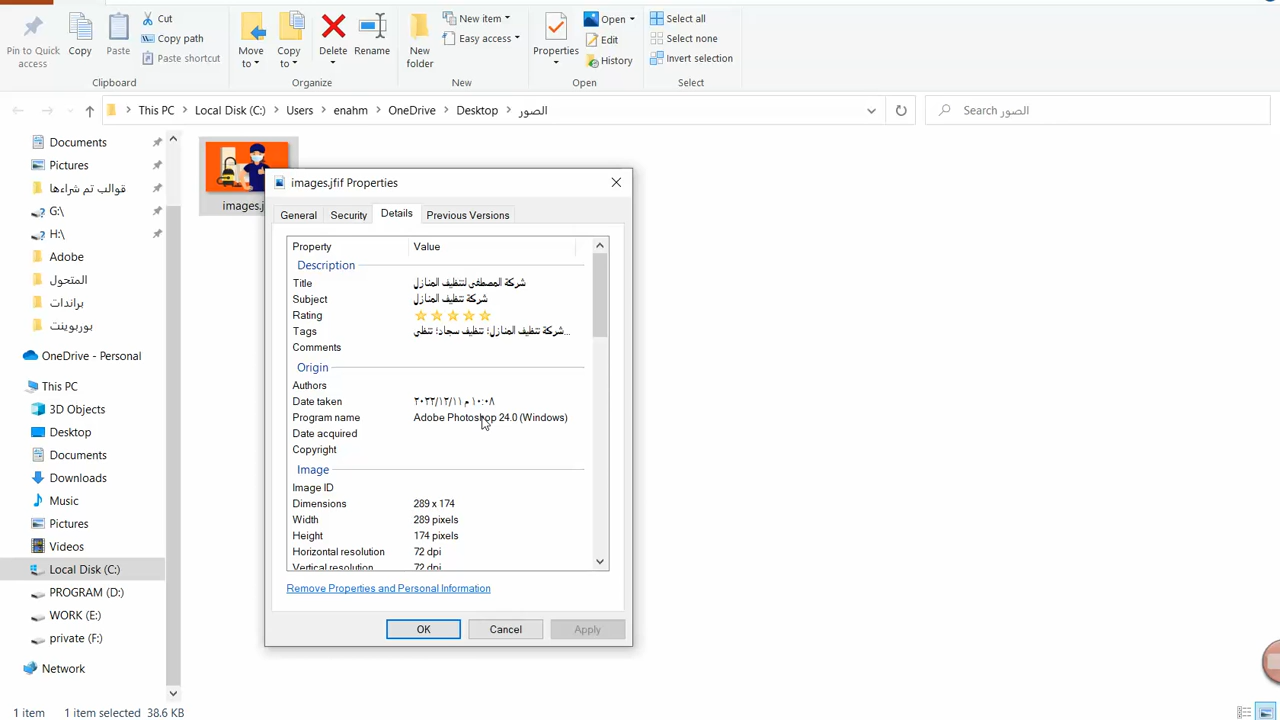 Pin to Quick access
Copy
Paste
Cut
Copy path
Paste shortcut
Clipboard
Move to
Copy to
Delete
Rename
Organize
New folder
New item
Easy access
New
Properties
Open
Edit
History
Open
Select all
Select none
Invert selection
Select
This PC
Local Disk (C:)
Users
enahm
OneDrive
Desktop
الصور
Search الصور
Documents
Pictures
قوالب تم شراءها
G:\
H:\
Adobe
المتحول
براندات
بوربوينت
OneDrive - Personal
This PC
3D Objects
Desktop
Documents
Downloads
Music
Pictures
Videos
Local Disk (C:)
PROGRAM (D:)
WORK (E:)
private (F:)
Network
images.j
images.jfif Properties
General
Security
Details
Previous Versions
Property Value
Description
Title شركة المصطفى لتنظيف المنازل
Subject شركة تنظيف المنازل
Rating
Tags شركة تنظيف المنازل؛ تنظيف سجاد؛ تنظي...
Comments
Origin
Authors
Date taken ٢٠٢٢/١٢/١١ ١٠:٠٨ م
Program name Adobe Photoshop 24.0 (Windows)
Date acquired
Copyright
Image
Image ID
Dimensions 289 x 174
Width 289 pixels
Height 174 pixels
Horizontal resolution 72 dpi
Vertical resolution 72 dpi
Remove Properties and Personal Information
OK
Cancel
Apply
1 item
1 item selected 38.6 KB